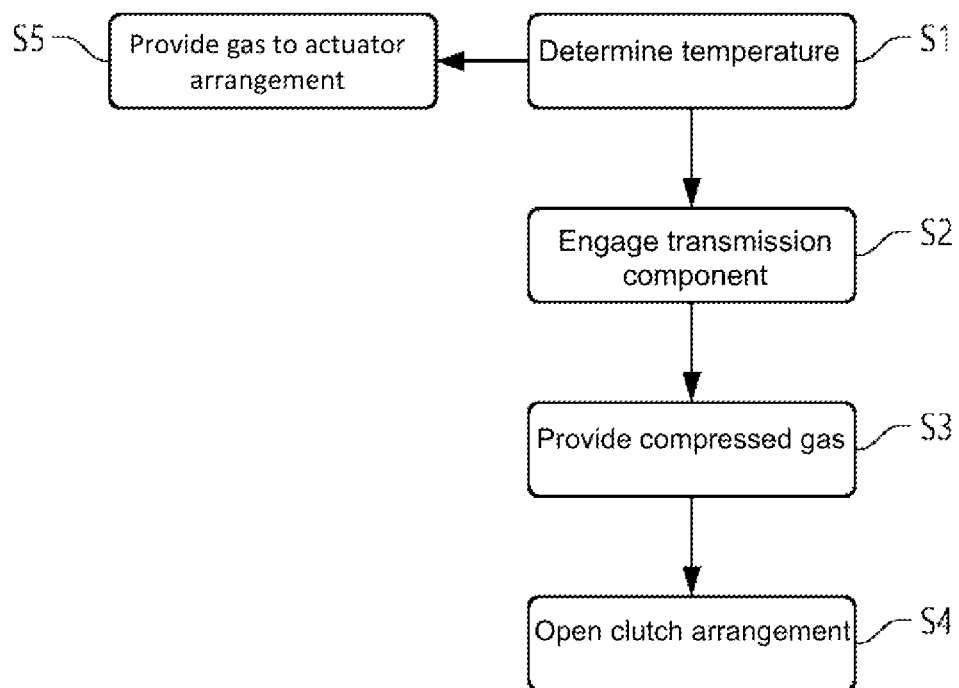 S5
Provide gas to actuator
arrangement
Determine temperature
S1
Engage transmission
component
S2
Provide compressed gas
S3
Open clutch arrangement
S4